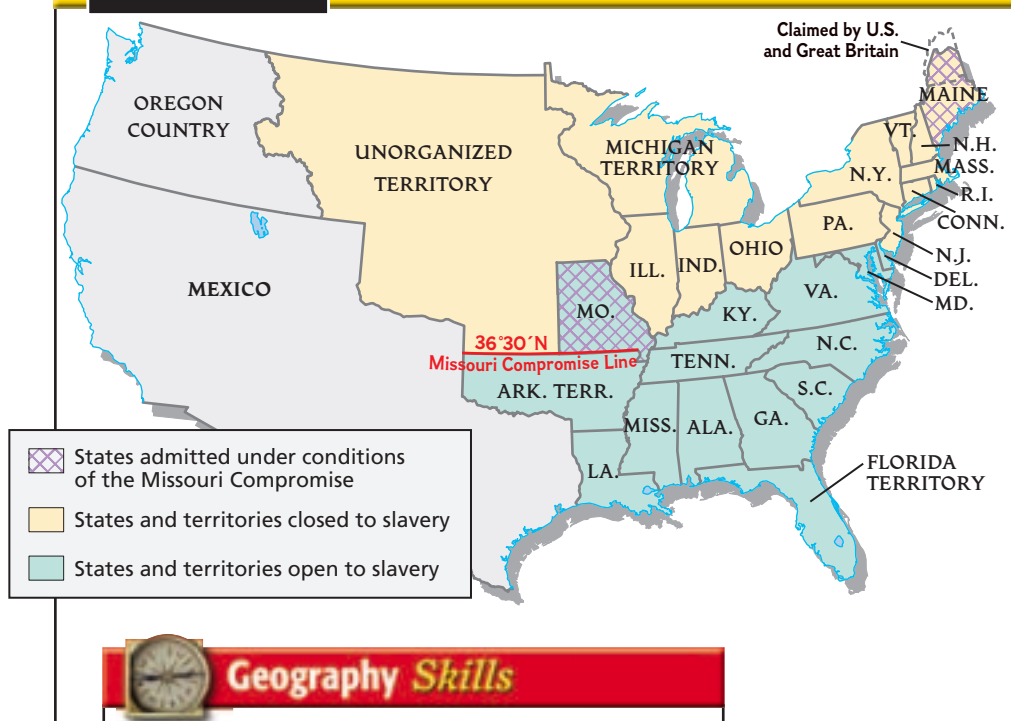 Claimed by U.S.
and Great Britain
OREGON
COUNTRY
UNORGANIZED
TERRITORY
MICHIGAN
TERRITORY
MAINE
VT.
N.H.
MASS.
N.Y.
R.I.
CONN.
PA.
N.J.
DEL.
MD.
OHIO
IND.
ILL.
MEXICO
MO.
VA.
KY.
36°30´N
Missouri Compromise Line
N.C.
TENN.
ARK. TERR.
S.C.
MISS.
ALA.
GA.
LA.
FLORIDA
TERRITORY
States admitted under conditions
of the Missouri Compromise
States and territories closed to slavery
States and territories open to slavery
Geography Skills